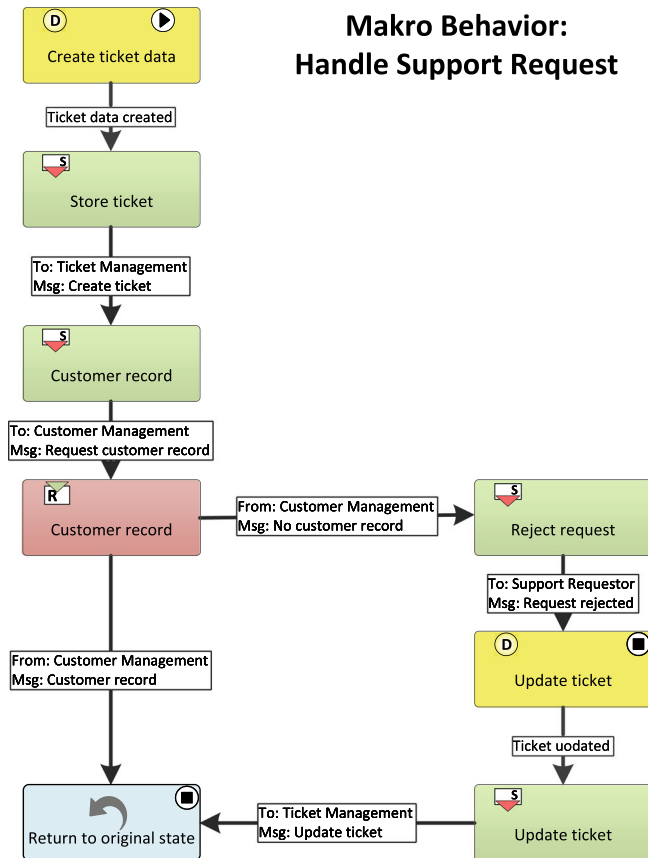 Makro Behavior:
Handle Support Request
D
Create ticket data
Ticket data created
S
Store ticket
To: Ticket Management
Msg: Create ticket
S
Customer record
To: Customer Management
Msg: Request customer record
R
Customer record
From: Customer Management
Msg: No customer record
S
Reject request
To: Support Requestor
Msg: Request rejected
D
Update ticket
Ticket uodated
S
Update ticket
To: Ticket Management
Msg: Update ticket
From: Customer Management
Msg: Customer record
Return to original state